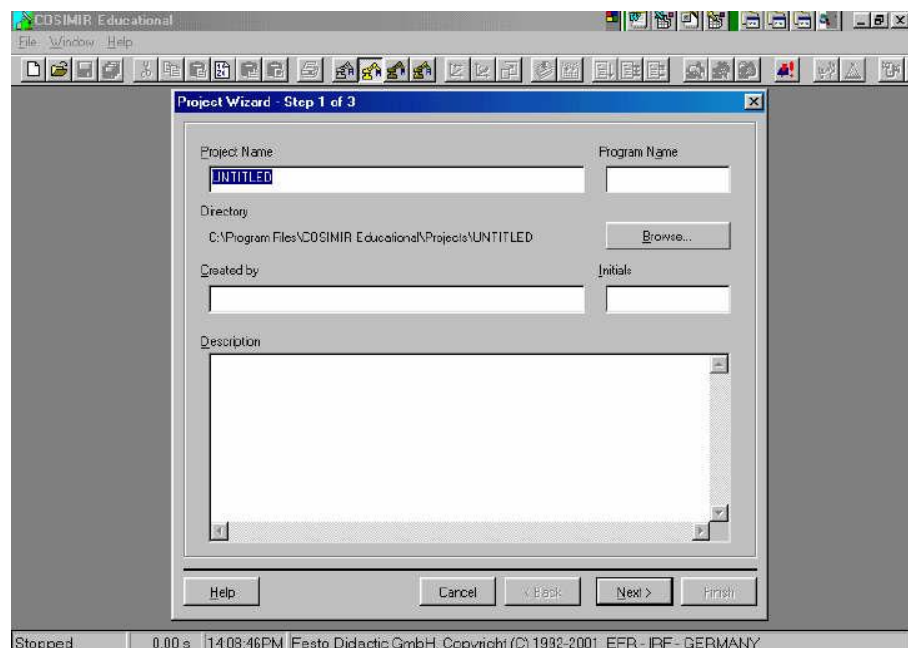 COSIMIR Educational
File Window Help
Project Wizard - Step 1 of 3
Project Name
Program Name
UNTITLED
Directory
C:\Program Files\COSIMIR Educational\Projects\UNTITLED
Browse...
Created by
Initials
Description
Help
Cancel
< Back
Next >
Finish
Stopped 0.00 s 14:08:46PM Festo Didactic GmbH, Copyright (C) 1992-2001 EFR - IRF - GERMANY